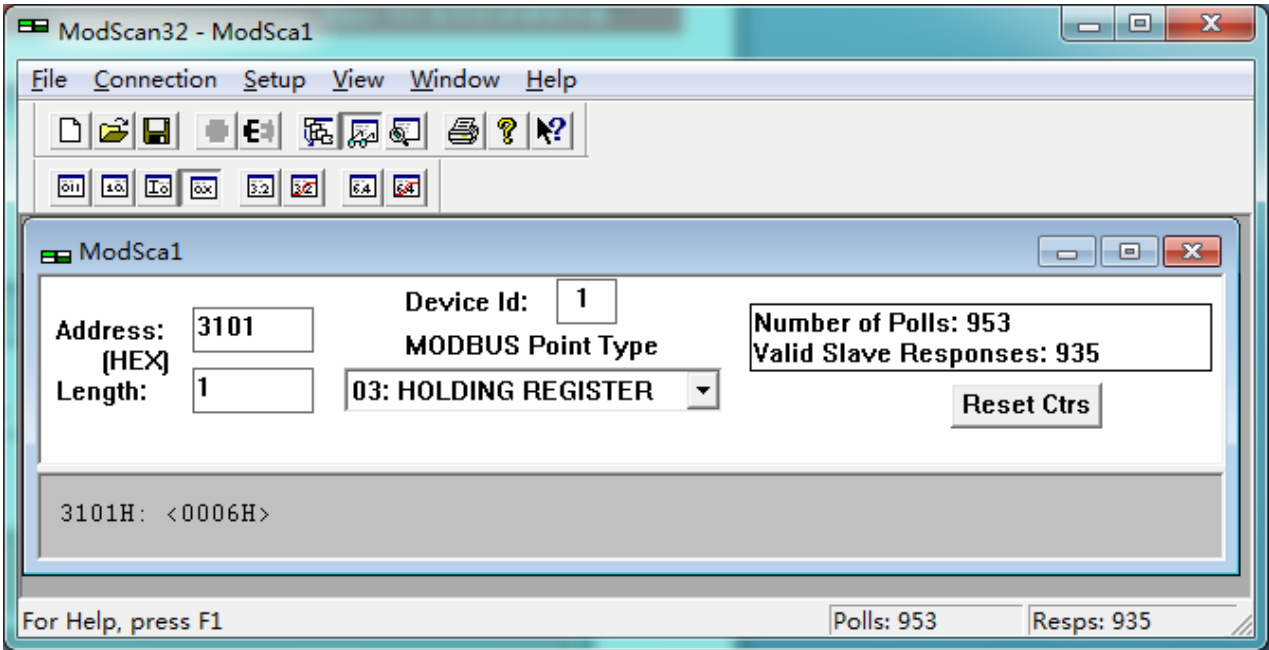 ModScan32 - ModSca1
File Connection Setup View Window Help
ModSca1
Address: 3101
(HEX)
Length: 1
Device Id: 1
MODBUS Point Type
03: HOLDING REGISTER
Number of Polls: 953
Valid Slave Responses: 935
Reset Ctrs
3101H: <0006H>
For Help, press F1
Polls: 953
Resps: 935